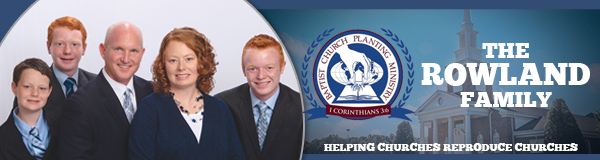 BAPTIST CHURCH PLANTING MINISTRY
I CORINTHIANS 3:6
THE
ROWLAND
FAMILY
HELPING CHURCHES REPRODUCE CHURCHES